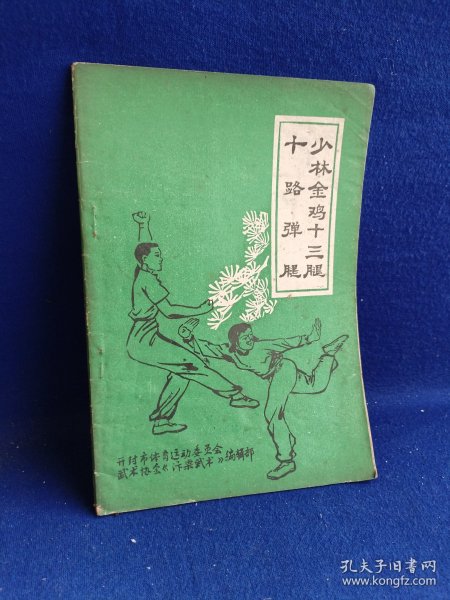 少林金鸡十三腿
十路弹腿
开封市体育运动委员会
武术协会《汴梁武术》编辑部
孔夫子旧书网
www.kongfz.com